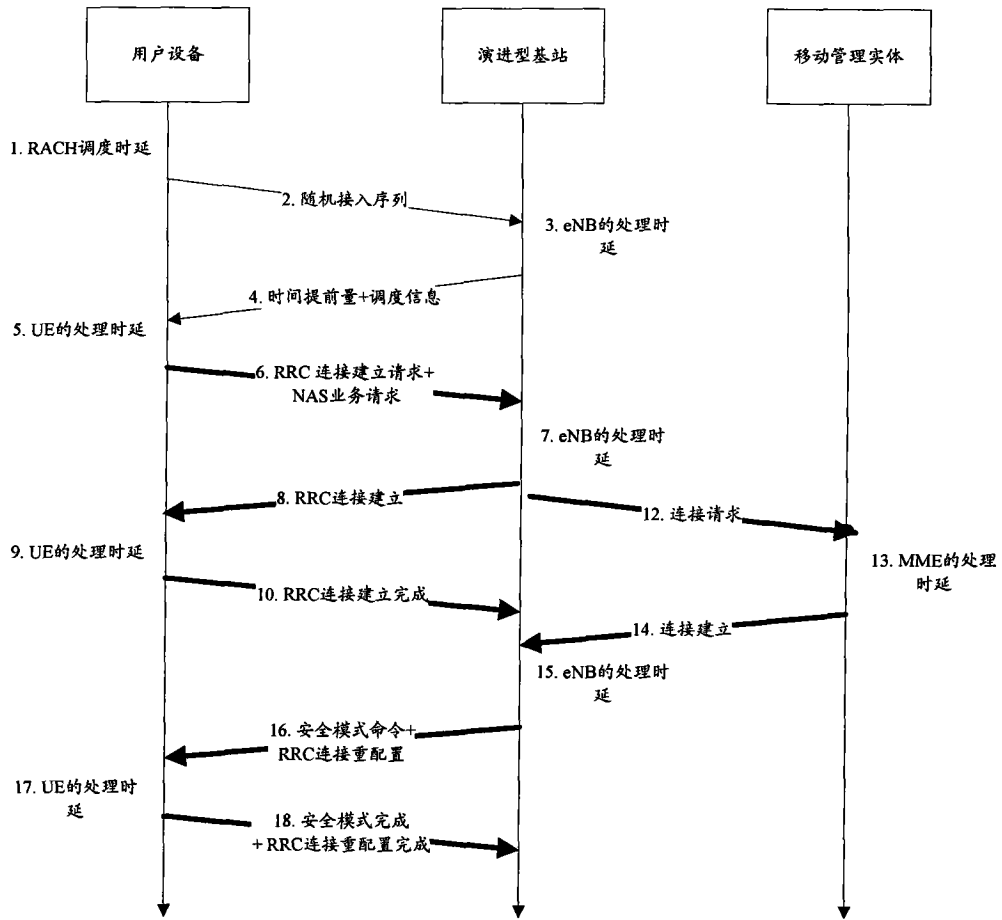 用户设备
演进型基站
移动管理实体
1. RACH调度时延
2. 随机接入序列
3. eNB的处理时
延
4. 时间提前量+调度信息
5. UE的处理时延
6. RRC 连接建立请求+
NAS业务请求
7. eNB的处理时
延
8. RRC连接建立
12. 连接请求
9. UE的处理时延
13. MME的处理
时延
10. RRC连接建立完成
14. 连接建立
15. eNB的处理时
延
16. 安全模式命令+
RRC连接重配置
17. UE的处理时
延
18. 安全模式完成
+RRC连接重配置完成